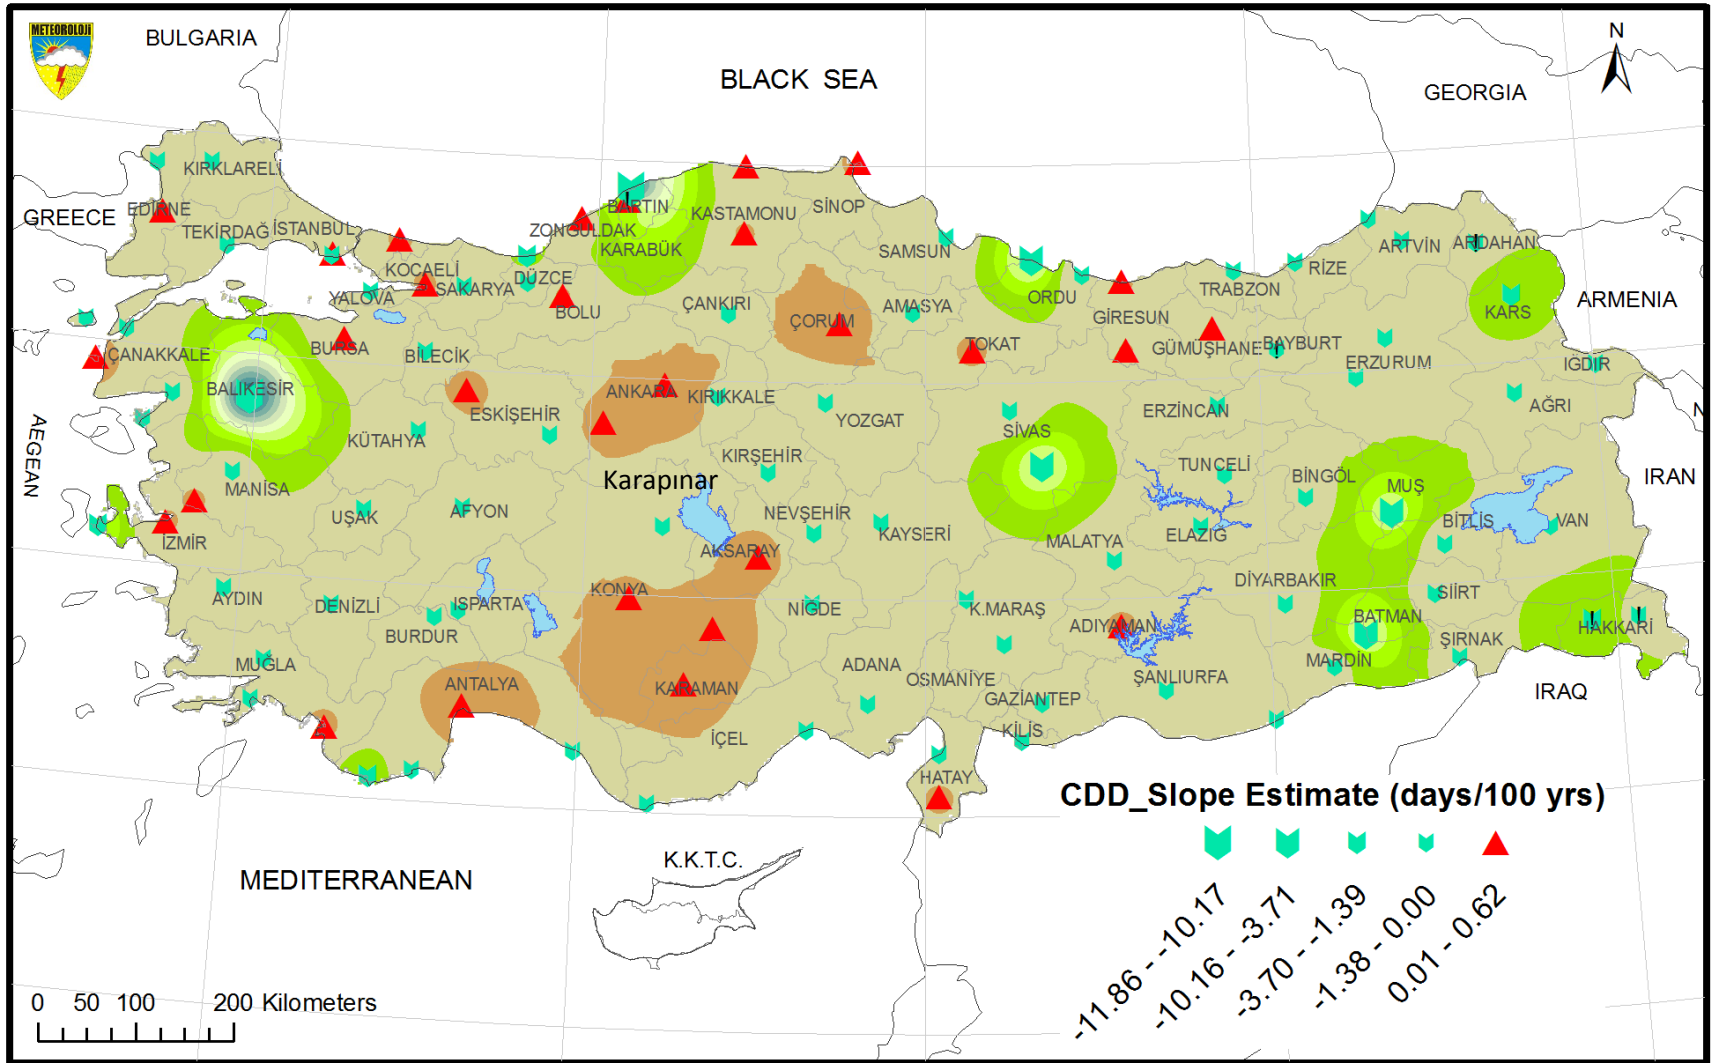 METEOROLOJİ
BULGARIA
BLACK SEA
N
GEORGIA
KIRKLARELİ
GREECE
EDİRNE
TEKİRDAĞ
İSTANBUL
ZONGULDAK
BARTIN
KARABÜK
KASTAMONU
SİNOP
SAMSUN
ARTVİN
ARDAHAN
KOCAELİ
YALOVA
SAKARYA
DÜZCE
BOLU
ÇANKIRI
ÇORUM
AMASYA
ORDU
GİRESUN
TRABZON
RİZE
KARS
ARMENIA
ÇANAKKALE
BURSA
BİLECİK
TOKAT
GÜMÜŞHANE
BAYBURT
ERZURUM
IĞDIR
BALIKESİR
ESKİŞEHİR
ANKARA
KIRIKKALE
YOZGAT
SİVAS
ERZİNCAN
AĞRI
N
AEGEAN
KÜTAHYA
KIRŞEHİR
TUNCELİ
BİNGÖL
MUŞ
IRAN
MANİSA
Karapınar
UŞAK
AFYON
NEVŞEHİR
KAYSERİ
MALATYA
ELAZIĞ
BİTLİS
VAN
İZMİR
AKSARAY
AYDIN
DENİZLİ
ISPARTA
BURDUR
KONYA
NİĞDE
K.MARAŞ
ADIYAMAN
DİYARBAKIR
SİİRT
BATMAN
ŞIRNAK
HAKKARİ
MUĞLA
ANTALYA
KARAMAN
ADANA
OSMANİYE
GAZİANTEP
ŞANLIURFA
MARDİN
IRAQ
İÇEL
KİLİS
HATAY
CDD_Slope Estimate (days/100 yrs)
K.K.T.C.
MEDITERRANEAN
-11.86 - -10.17
-10.16 - -3.71
-3.70 - -1.39
-1.38 - 0.00
0.01 - 0.62
0 50 100 200 Kilometers